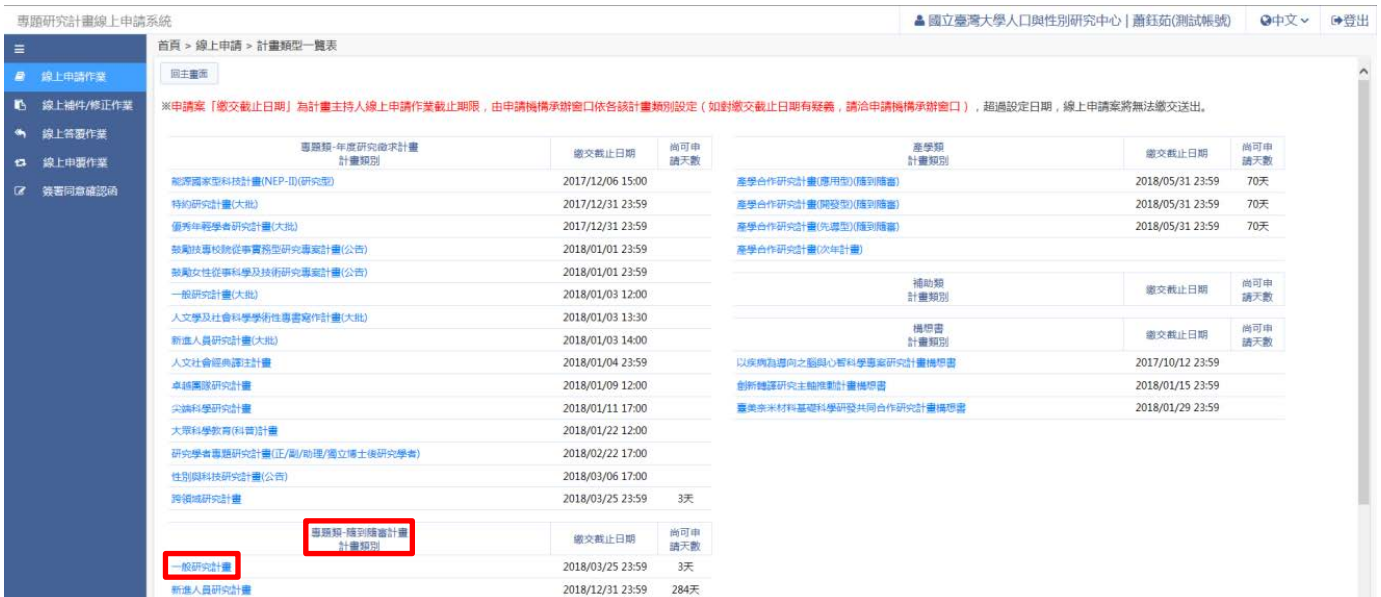 專題研究計畫線上申請系統
國立臺灣大學人口與性別研究中心 | 蕭鈺茹(測試帳號) 中文 登出
首頁 > 線上申請 > 計畫類型一覽表
線上申請作業
線上補件/修正作業
線上答覆作業
線上申覆作業
簽署同意確認函
回主畫面
※申請案「繳交截止日期」為計畫主持人線上申請作業截止期限，由申請機構承辦窗口依各該計畫類別設定（如對繳交截止日期有疑義，請洽申請機構承辦窗口），超過設定日期，線上申請案將無法繳交送出。
專題類-年度研究徵求計畫
計畫類別 繳交截止日期 尚可申
請天數
能源國家型科技計畫(NEP-II)(研究型) 2017/12/06 15:00
特約研究計畫(大批) 2017/12/31 23:59
優秀年輕學者研究計畫(大批) 2017/12/31 23:59
鼓勵技專校院從事實務型研究專案計畫(公告) 2018/01/01 23:59
鼓勵女性從事科學及技術研究專案計畫(公告) 2018/01/01 23:59
一般研究計畫(大批) 2018/01/03 12:00
人文學及社會科學學術性專書寫作計畫(大批) 2018/01/03 13:30
新進人員研究計畫(大批) 2018/01/03 14:00
人文社會經典譯注計畫 2018/01/04 23:59
卓越團隊研究計畫 2018/01/09 12:00
尖端科學研究計畫 2018/01/11 17:00
大眾科學教育(科普)計畫 2018/01/22 12:00
研究學者專題研究計畫(正/副/助理/獨立博士後研究學者) 2018/02/22 17:00
性別與科技研究計畫(公告) 2018/03/06 17:00
跨領域研究計畫 2018/03/25 23:59 3天
專題類-隨到隨審計畫
計畫類別 繳交截止日期 尚可申
請天數
一般研究計畫 2018/03/25 23:59 3天
新進人員研究計畫 2018/12/31 23:59 284天
產學類
計畫類別 繳交截止日期 尚可申
請天數
產學合作研究計畫(應用型)(隨到隨審) 2018/05/31 23:59 70天
產學合作研究計畫(開發型)(隨到隨審) 2018/05/31 23:59 70天
產學合作研究計畫(先導型)(隨到隨審) 2018/05/31 23:59 70天
產學合作研究計畫(次年計畫)
補助類
計畫類別 繳交截止日期 尚可申
請天數
構想書
計畫類別 繳交截止日期 尚可申
請天數
以疾病為導向之腦與心智科學專案研究計畫構想書 2017/10/12 23:59
創新轉譯研究主軸推動計畫構想書 2018/01/15 23:59
臺美奈米材料基礎科學研發共同合作研究計畫構想書 2018/01/29 23:59